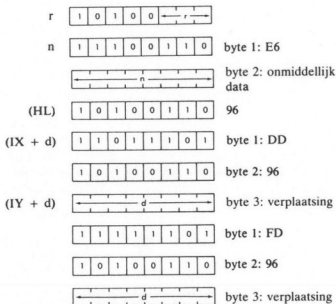 r 1 0 1 0 0 r
n 1 1 1 0 0 1 1 0 byte 1: E6
n byte 2: onmiddellijk
data
(HL) 1 0 1 0 0 1 1 0 96
(IX + d) 1 1 0 1 1 1 0 1 byte 1: DD
1 0 1 0 0 1 1 0 byte 2: 96
(IY + d) d byte 3: verplaatsing
1 1 1 1 1 1 0 1 byte 1: FD
1 0 1 0 0 1 1 0 byte 2: 96
d byte 3: verplaatsing